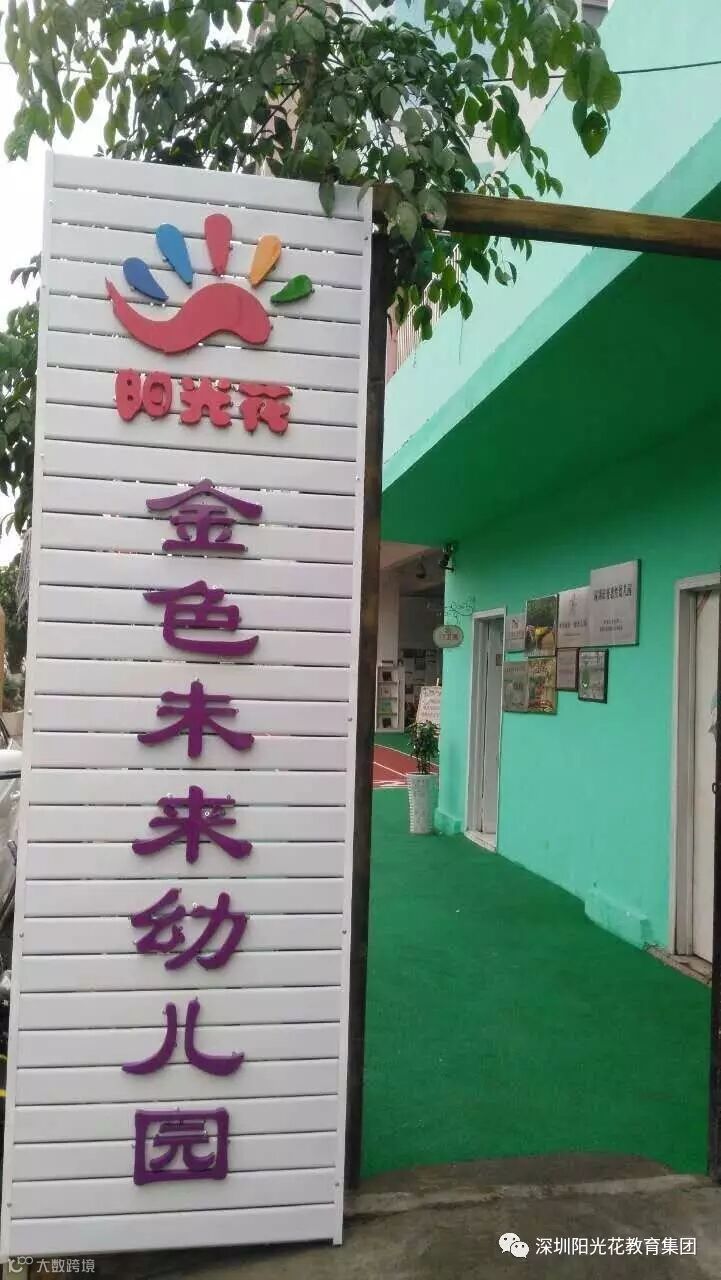 阳光花
金色未来幼儿园
深圳阳光花教育集团
大数跨境